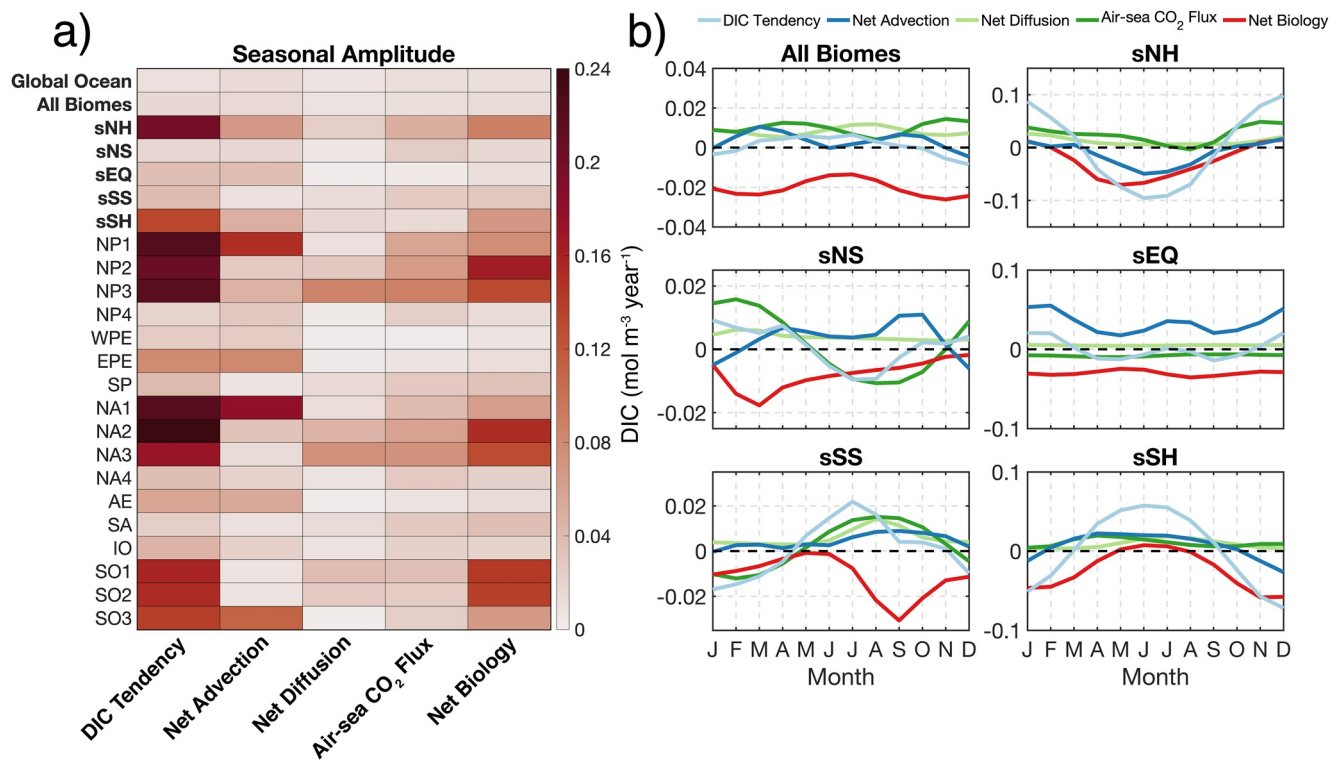 a)
Seasonal Amplitude
Global Ocean
All Biomes
sNH
sNS
sEQ
sSS
sSH
NP1
NP2
NP3
NP4
WPE
EPE
SP
NA1
NA2
NA3
NA4
AE
SA
IO
SO1
SO2
SO3
DIC Tendency
Net Advection
Net Diffusion
Air-sea CO₂ Flux
Net Biology
0.24
0.2
0.16
0.12
0.08
0.04
0
DIC (mol m⁻³ year⁻¹)
b)
DIC Tendency Net Advection Net Diffusion Air-sea CO₂ Flux Net Biology
All Biomes
0.04
0.02
0
-0.02
-0.04
sNH
0.1
0
-0.1
sNS
0.02
0
-0.02
sEQ
0.1
0
-0.1
sSS
0.02
0
-0.02
J F M A M J J A S O N D
Month
sSH
0.1
0
-0.1
J F M A M J J A S O N D
Month